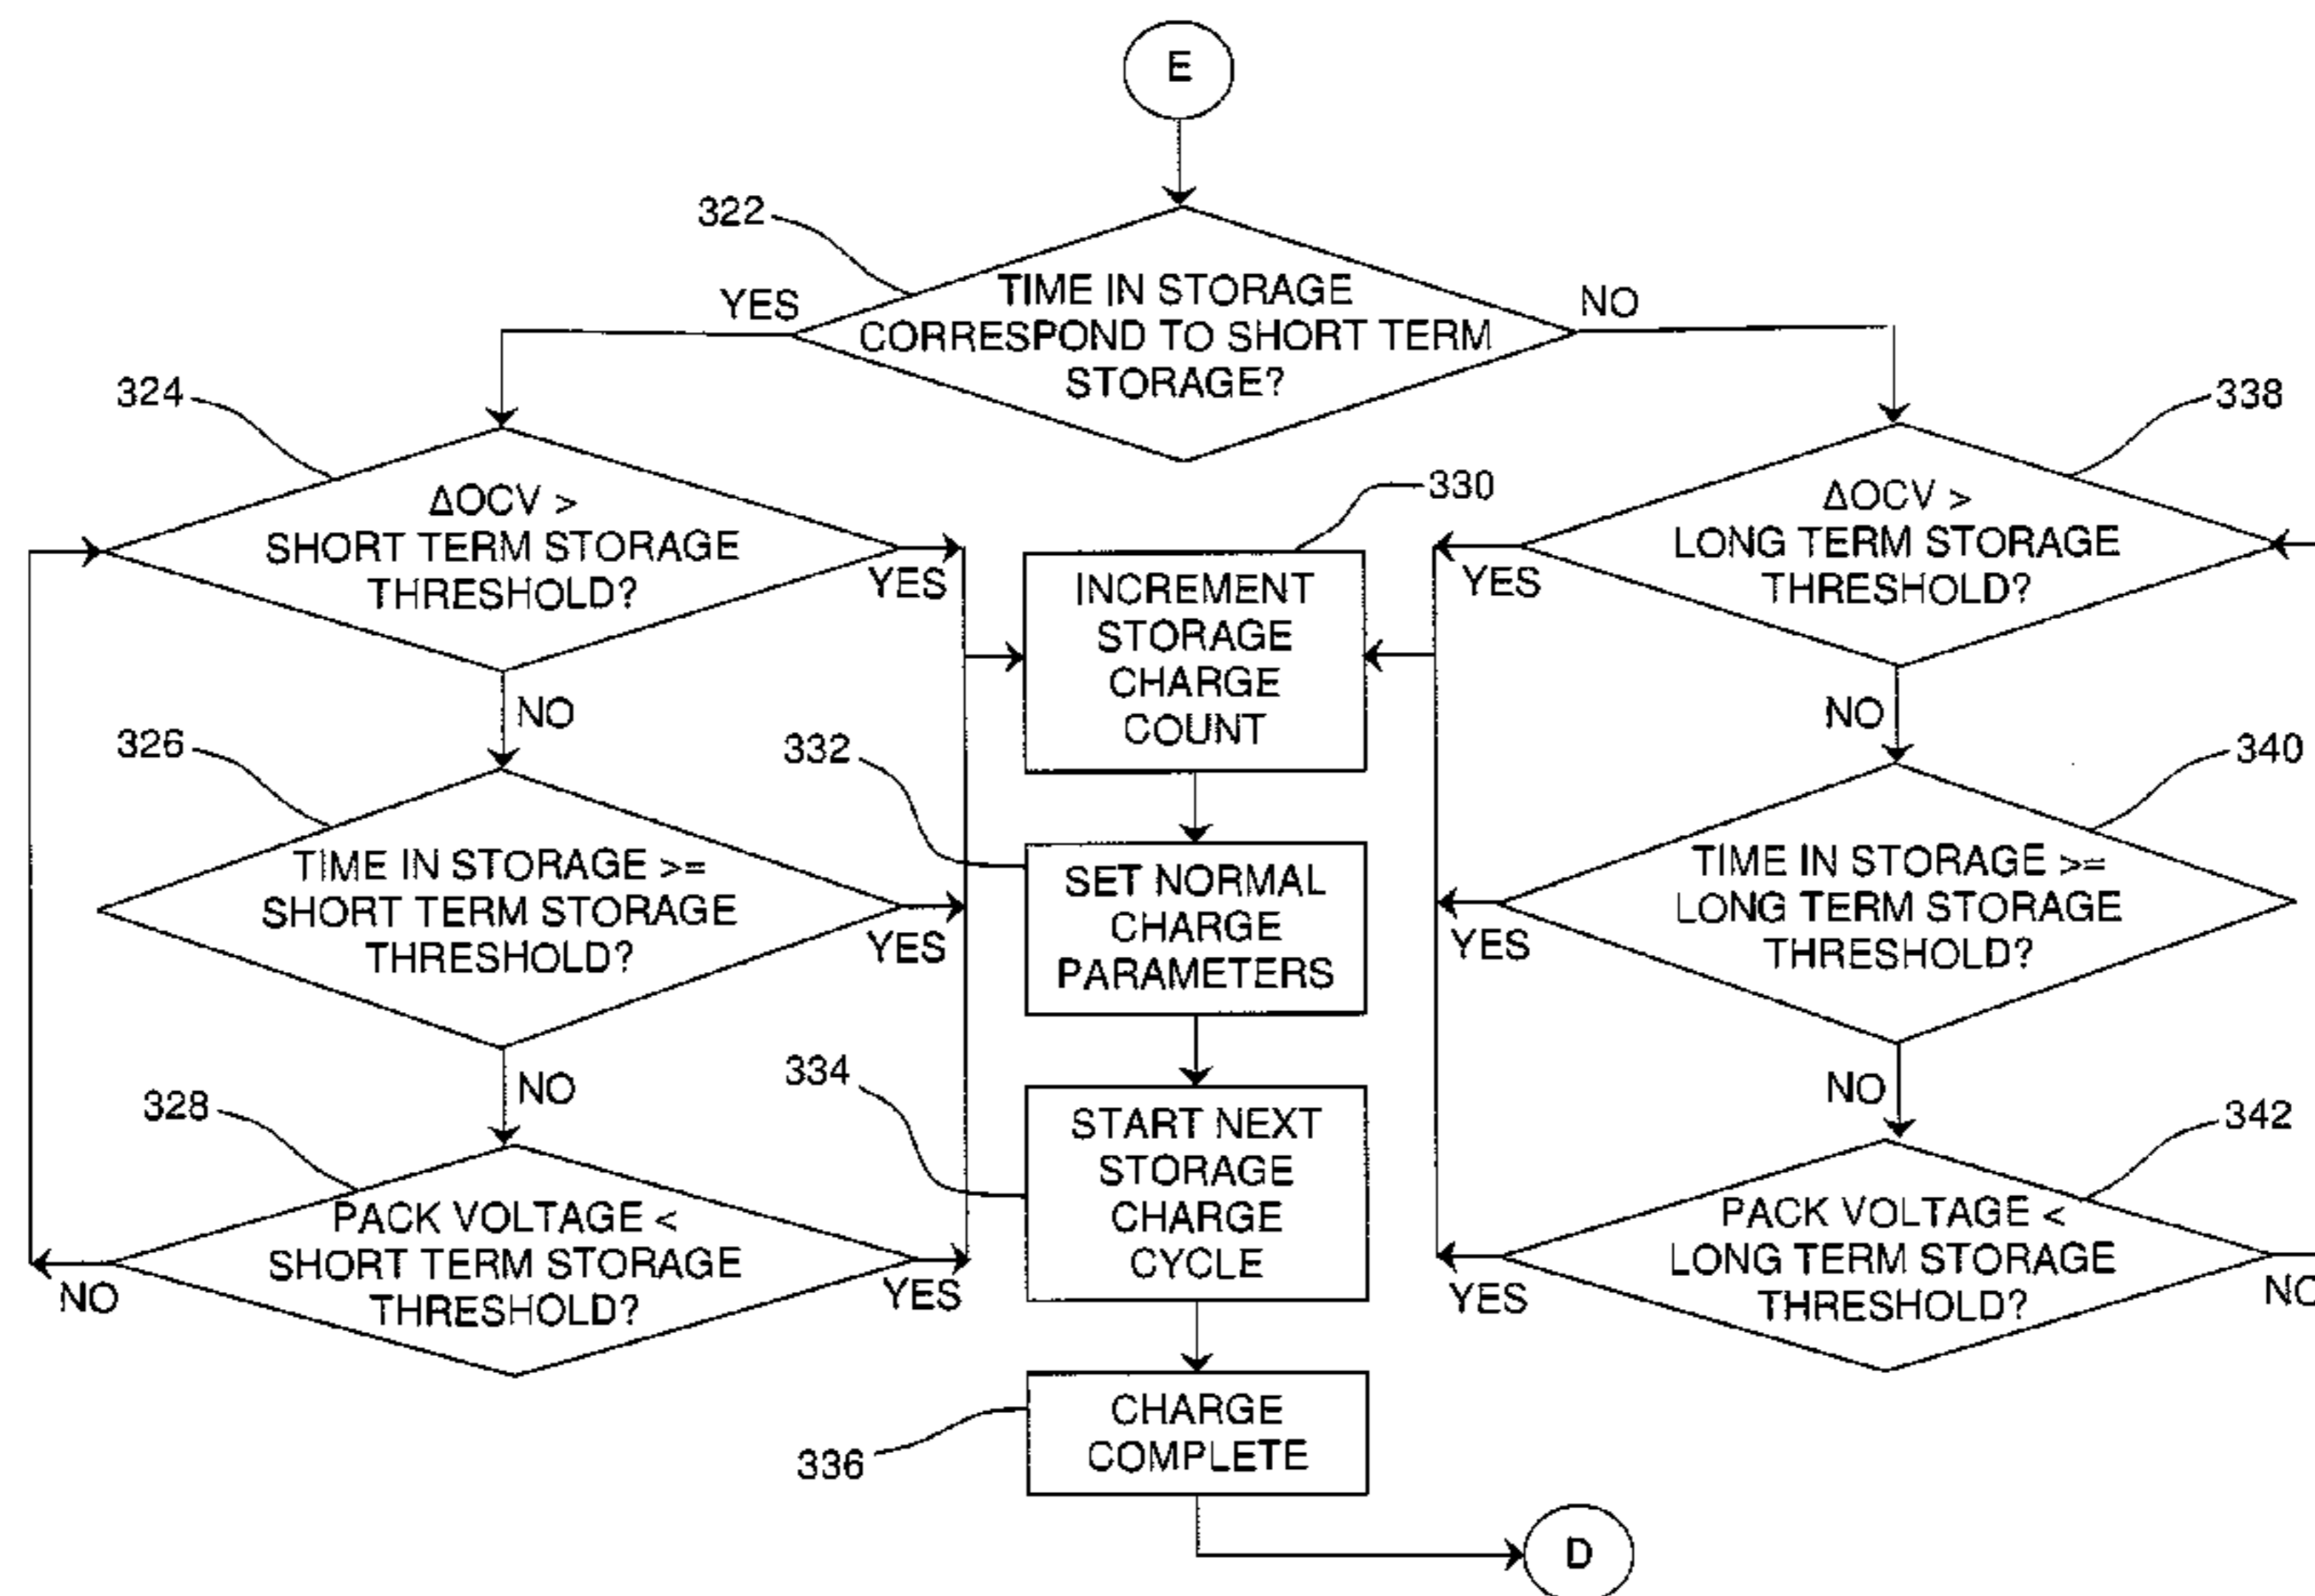 E
322
YES
TIME IN STORAGE
CORRESPOND TO SHORT TERM
STORAGE?
NO
324
ΔOCV >
SHORT TERM STORAGE
THRESHOLD?
YES
NO
326
TIME IN STORAGE >=
SHORT TERM STORAGE
THRESHOLD?
YES
NO
328
PACK VOLTAGE <
SHORT TERM STORAGE
THRESHOLD?
NO
YES
330
INCREMENT
STORAGE
CHARGE
COUNT
332
SET NORMAL
CHARGE
PARAMETERS
334
START NEXT
STORAGE
CHARGE
CYCLE
336
CHARGE
COMPLETE
D
338
ΔOCV >
LONG TERM STORAGE
THRESHOLD?
YES
NO
340
TIME IN STORAGE >=
LONG TERM STORAGE
THRESHOLD?
YES
NO
342
PACK VOLTAGE <
LONG TERM STORAGE
THRESHOLD?
YES
NO